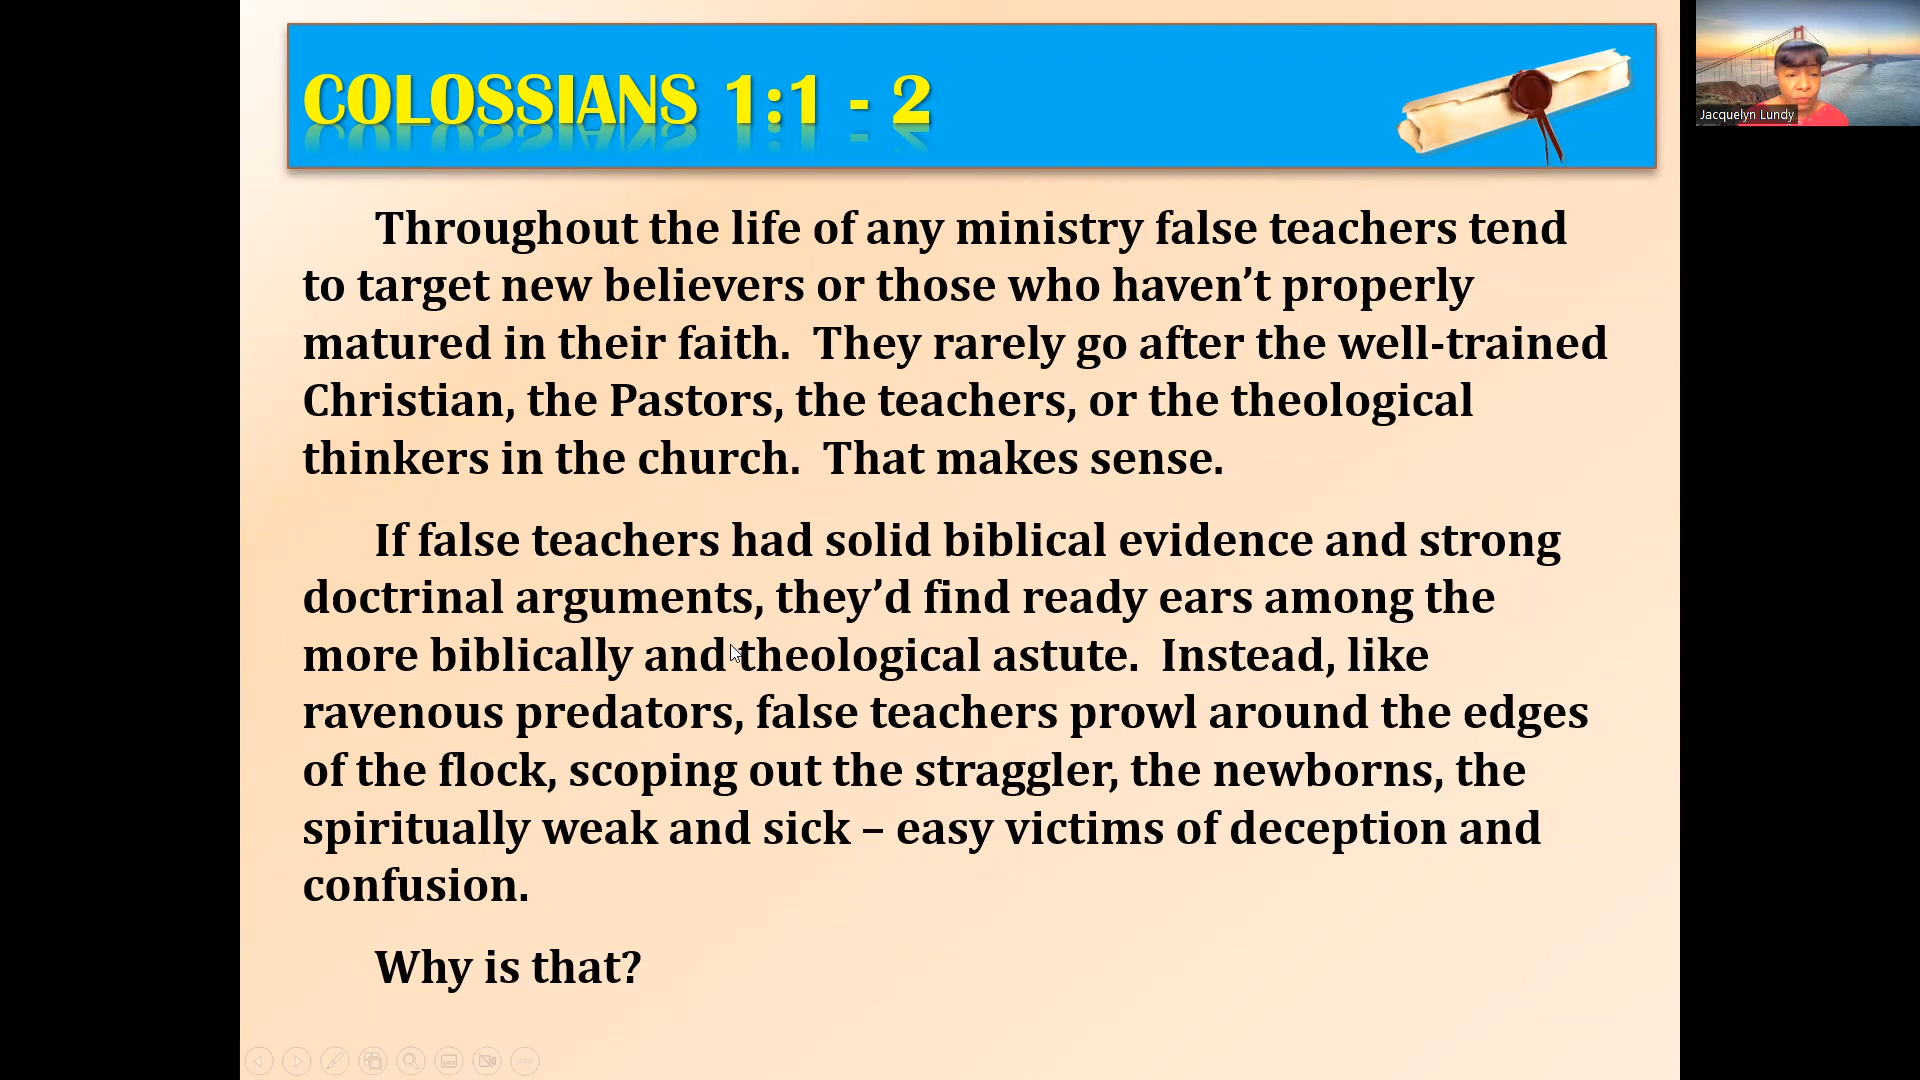 COLOSSIANS 1:1 - 2
Jacquelyn Lundy
Throughout the life of any ministry false teachers tend
to target new believers or those who haven’t properly
matured in their faith.  They rarely go after the well-trained
Christian, the Pastors, the teachers, or the theological
thinkers in the church.  That makes sense.
If false teachers had solid biblical evidence and strong
doctrinal arguments, they’d find ready ears among the
more biblically and theological astute.  Instead, like
ravenous predators, false teachers prowl around the edges
of the flock, scoping out the straggler, the newborns, the
spiritually weak and sick – easy victims of deception and
confusion.
Why is that?